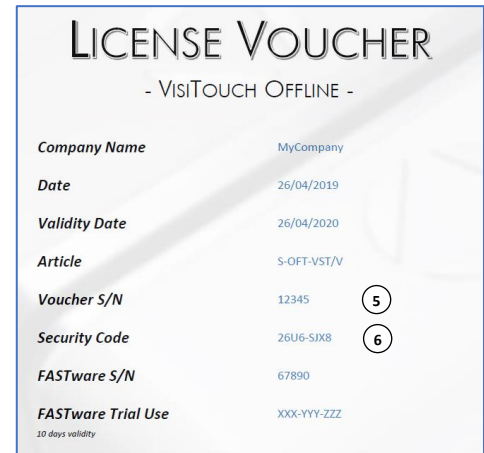 LICENSE VOUCHER
- VISITOUCH OFFLINE -
Company Name MyCompany
Date 26/04/2019
Validity Date 26/04/2020
Article S-OFT-VST/V
Voucher S/N 12345 5
Security Code 26U6-SJX8 6
FASTware S/N 67890
FASTware Trial Use XXX-YYY-ZZZ
10 days validity